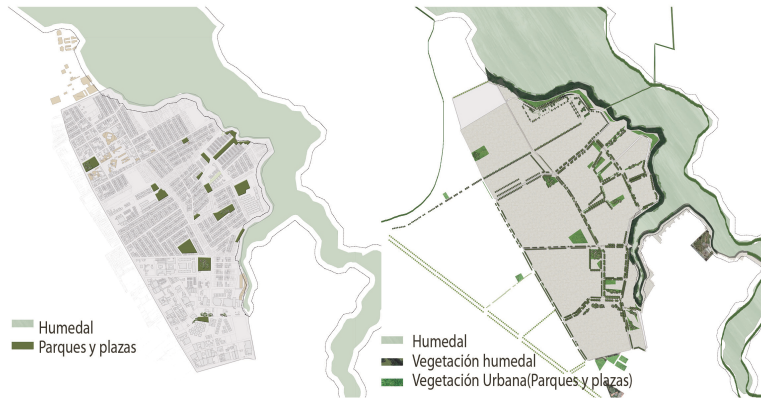 Humedal
Parques y plazas
Humedal
Vegetación humedal
Vegetación Urbana(Parques y plazas)